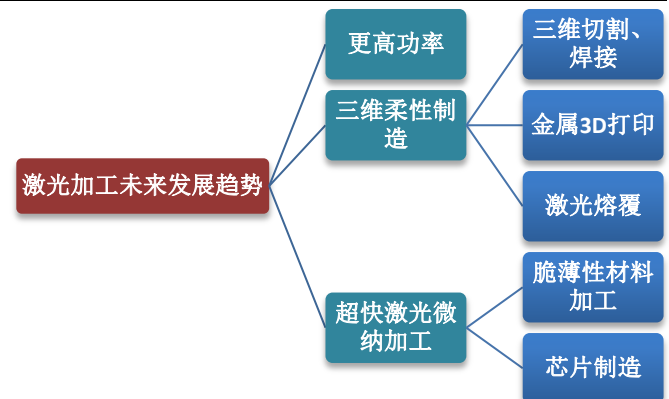 激光加工未来发展趋势
更高功率
三维柔性制
造
三维切割、
焊接
金属3D打印
激光熔覆
超快激光微
纳加工
脆薄性材料
加工
芯片制造